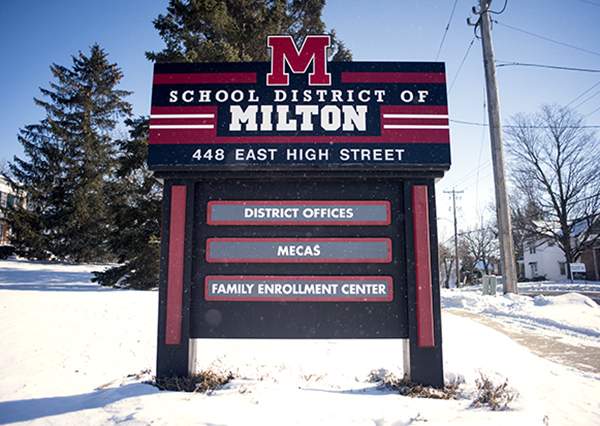 M
SCHOOL DISTRICT OF
MILTON
448 EAST HIGH STREET
DISTRICT OFFICES
MECAS
FAMILY ENROLLMENT CENTER